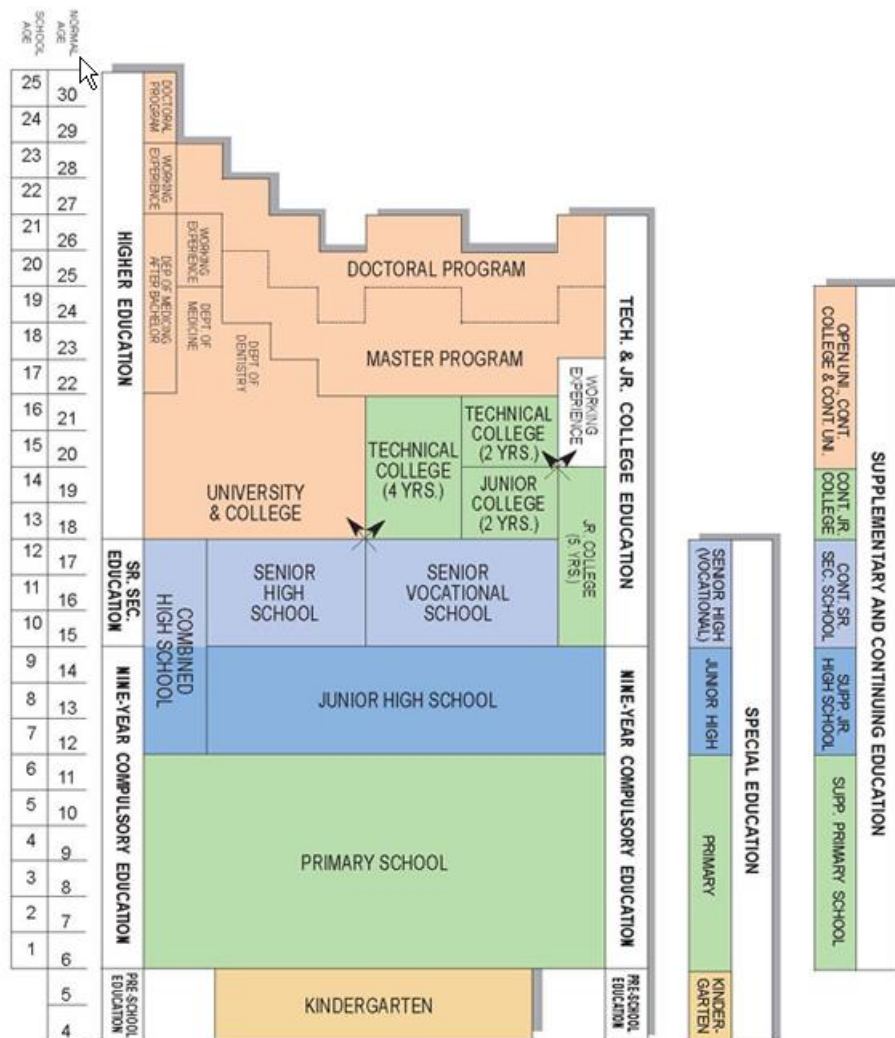 SCHOOL
AGE
NORMAL
AGE
25
24
23
22
21
20
19
18
17
16
15
14
13
12
11
10
9
8
7
6
5
4
3
2
1
30
29
28
27
26
25
24
23
22
21
20
19
18
17
16
15
14
13
12
11
10
9
8
7
6
5
4
HIGHER EDUCATION
SR. SEC.
EDUCATION
NINE-YEAR COMPULSORY EDUCATION
PRE-SCHOOL
EDUCATION
DOCTORAL
PROGRAM
WORKING
EXPERIENCE
DEP. OF MEDICING
AFTER BACHELOR
WORKING
EXPERIENCE
DEPT. OF
MEDICINE
DEPT. OF
DENTISTRY
DOCTORAL PROGRAM
MASTER PROGRAM
WORKING
EXPERIENCE
UNIVERSITY
& COLLEGE
TECHNICAL
COLLEGE
(4 YRS.)
TECHNICAL
COLLEGE
(2 YRS.)
JUNIOR
COLLEGE
(2 YRS.)
JR. COLLEGE
(5. YRS.)
COMBINED
HIGH SCHOOL
SENIOR
HIGH
SCHOOL
SENIOR
VOCATIONAL
SCHOOL
JUNIOR HIGH SCHOOL
PRIMARY SCHOOL
KINDERGARTEN
TECH. & JR. COLLEGE EDUCATION
NINE-YEAR COMPULSORY EDUCATION
PRE-SCHOOL
EDUCATION
SENIOR HIGH
(VOCATIONAL)
JUNIOR HIGH
PRIMARY
KINDER-
GARTEN
SPECIAL EDUCATION
OPEN UNI., CONT.
COLLEGE & CONT. UNI.
CONT. JR.
COLLEGE
CONT. SR.
SEC. SCHOOL
SUPP. JR.
HIGH SCHOOL
SUPP. PRIMARY SCHOOL
SUPPLEMENTARY AND CONTINUING EDUCATION